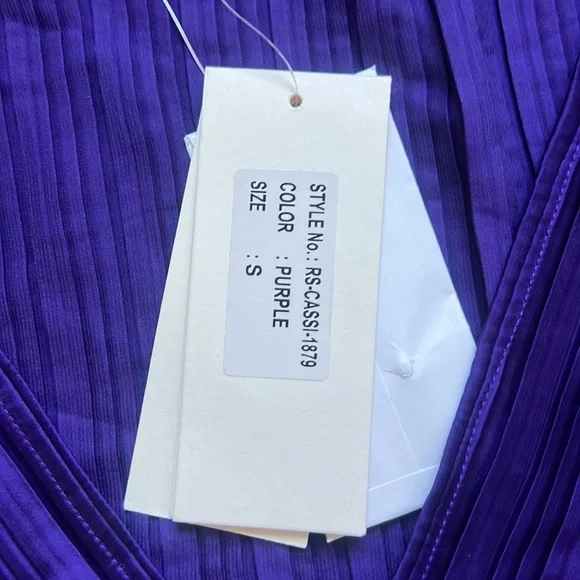 STYLE No.: RS-CASSI-1879
COLOR : PURPLE
SIZE : S